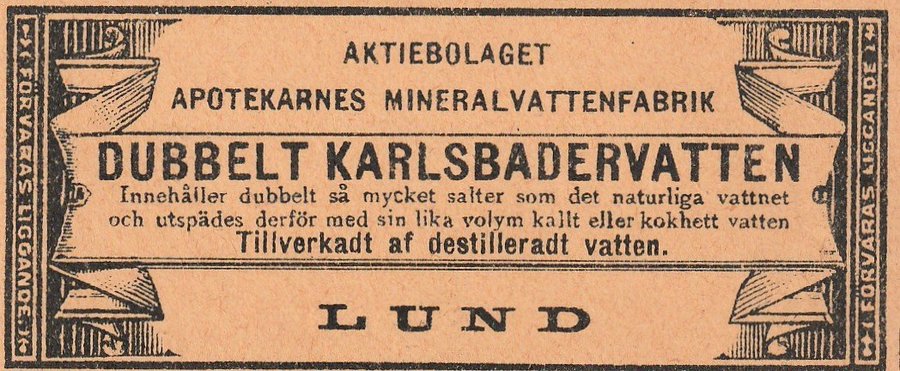 AKTIEBOLAGET
APOTEKARNES MINERALVATTENFABRIK
DUBBELT KARLSBADERVATTEN
Innehåller dubbelt så mycket salter som det naturliga vattnet
och utspädes derför med sin lika volym kallt eller kokhett vatten
Tillverkadt af destilleradt vatten.
LUND
FÖRVARAS LIGGANDE
FÖRVARAS LIGGANDE